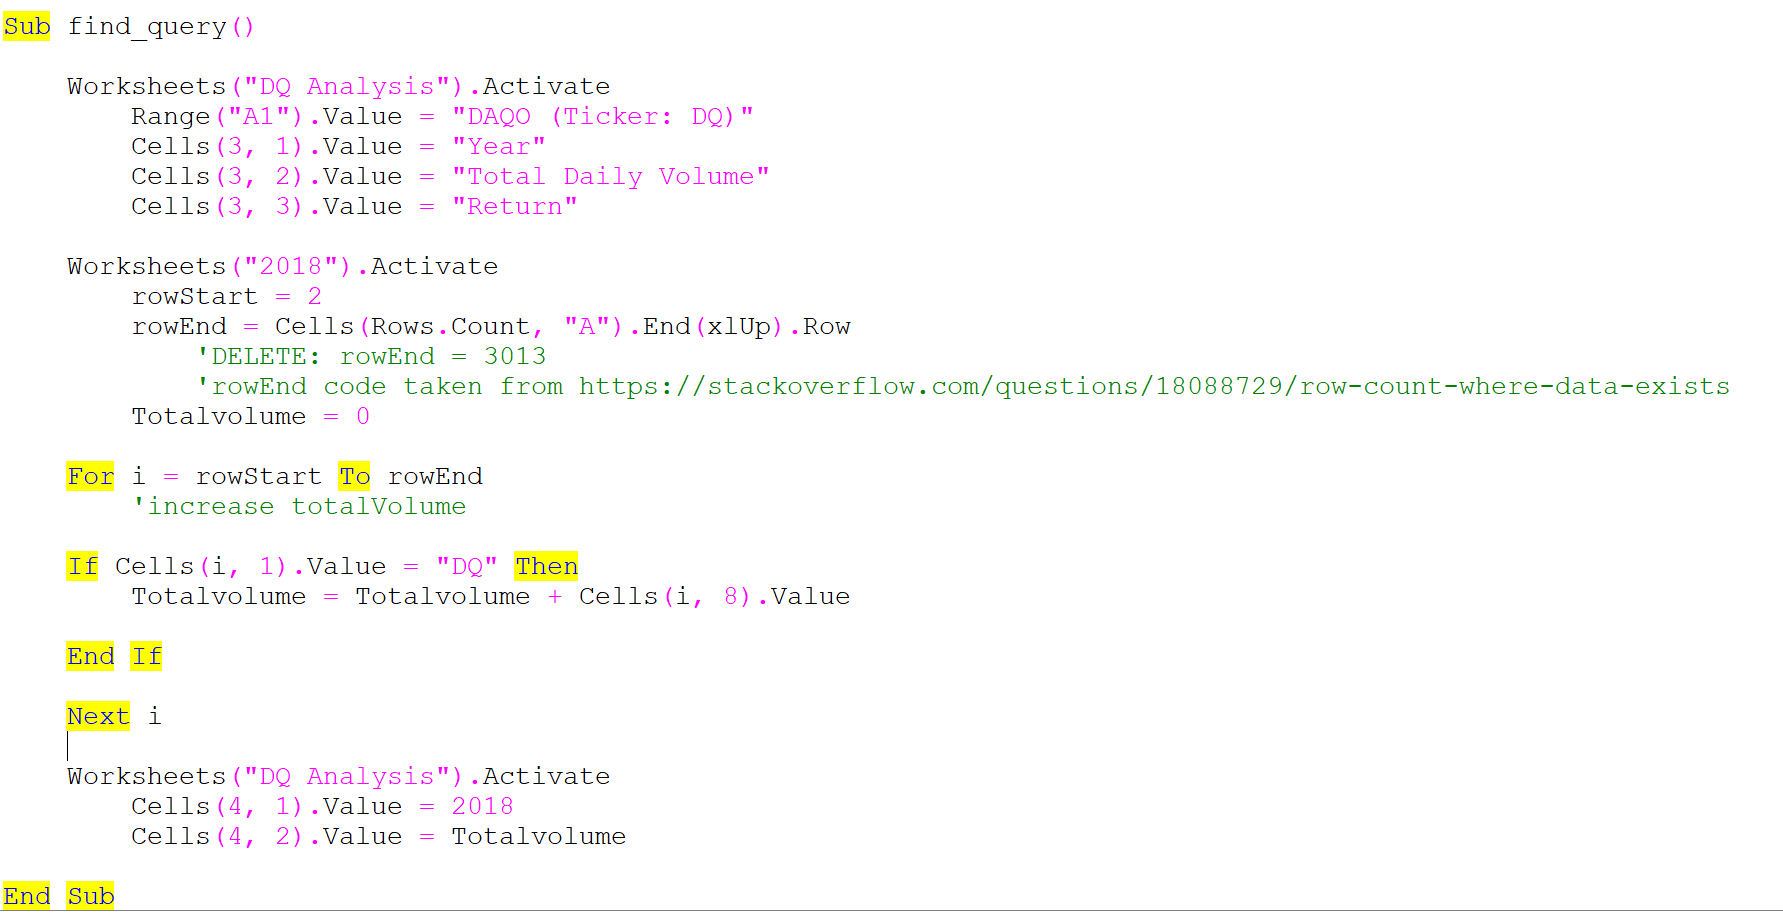 Sub find_query()
Worksheets("DQ Analysis").Activate
Range("A1").Value = "DAQO (Ticker: DQ)"
Cells(3, 1).Value = "Year"
Cells(3, 2).Value = "Total Daily Volume"
Cells(3, 3).Value = "Return"
Worksheets("2018").Activate
rowStart = 2
rowEnd = Cells(Rows.Count, "A").End(xlUp).Row
'DELETE: rowEnd = 3013
'rowEnd code taken from https://stackoverflow.com/questions/18088729/row-count-where-data-exists
Totalvolume = 0
For i = rowStart To rowEnd
'increase totalVolume
If Cells(i, 1).Value = "DQ" Then
Totalvolume = Totalvolume + Cells(i, 8).Value
End If
Next i
Worksheets("DQ Analysis").Activate
Cells(4, 1).Value = 2018
Cells(4, 2).Value = Totalvolume
End Sub